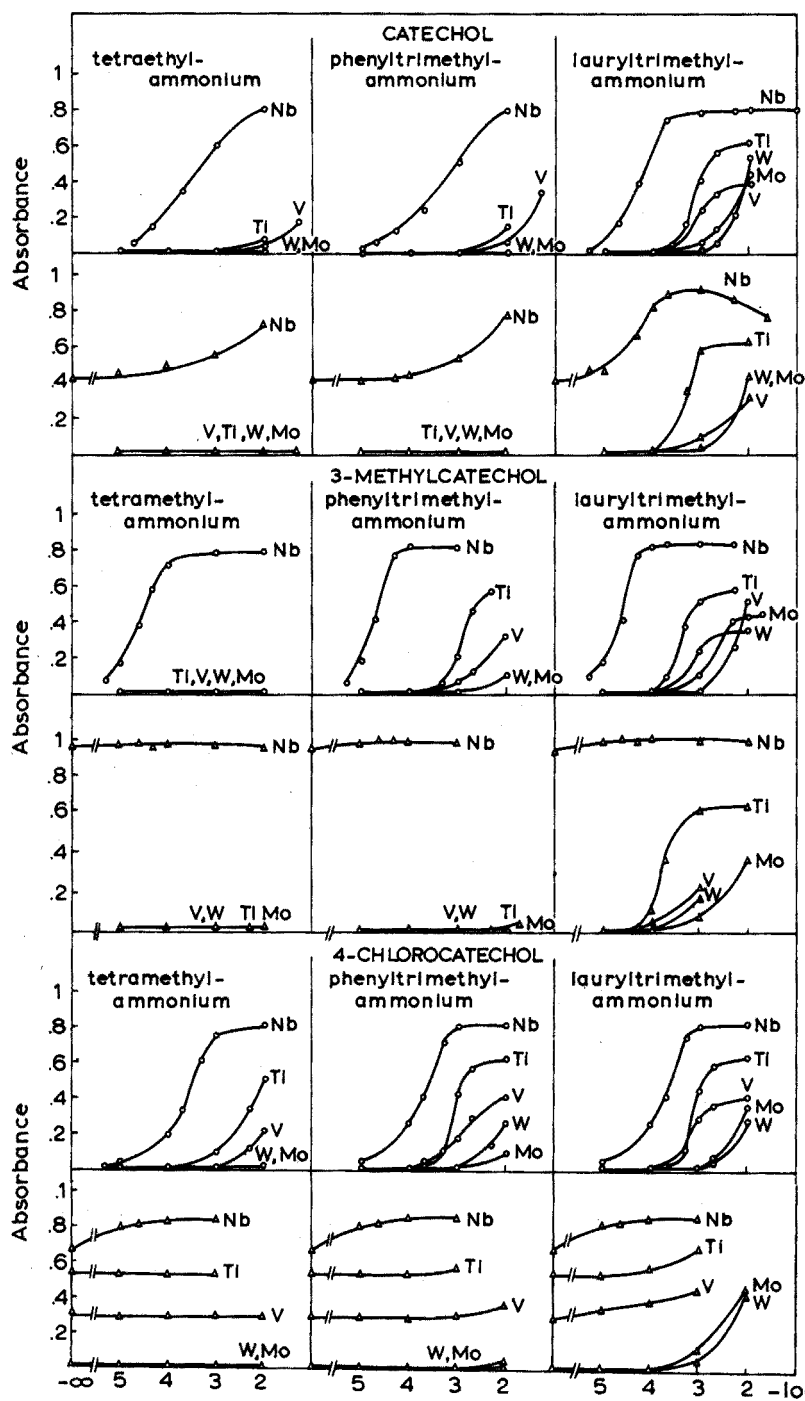 CATECHOL
tetraethyl-
ammonium
phenyltrimethyl-
ammonium
lauryltrimethyl-
ammonium
Absorbance
1
.8
.6
.4
.2
Nb
Ti
V
W,Mo
Nb
Ti
V
W,Mo
Nb
Ti
W
Mo
V
1
.8
.6
.4
.2
Nb
V,Ti,W,Mo
Nb
Ti,V,W,Mo
Nb
Ti
W,Mo
V
3-METHYLCATECHOL
tetramethyl-
ammonium
phenyltrimethyl-
ammonium
lauryltrimethyl-
ammonium
Absorbance
1
.8
.6
.4
.2
Nb
Ti,V,W,Mo
Nb
Ti
V
W,Mo
Nb
Ti
V
Mo
W
1
.8
.6
.4
.2
Nb
V,W Ti Mo
Nb
V,W Ti
Mo
Nb
Ti
Mo
V
W
4-CHLOROCATECHOL
tetramethyl-
ammonium
phenyltrimethyl-
ammonium
lauryltrimethyl-
ammonium
Absorbance
1
.8
.6
.4
.2
Nb
Ti
V
W,Mo
Nb
Ti
V
W
Mo
Nb
Ti
V
Mo
W
1
.8
.6
.4
.2
Nb
Ti
V
W,Mo
Nb
Ti
V
W,Mo
Nb
Ti
V
Mo
W
-∞ 5 4 3 2 5 4 3 2 5 4 3 2 -lo